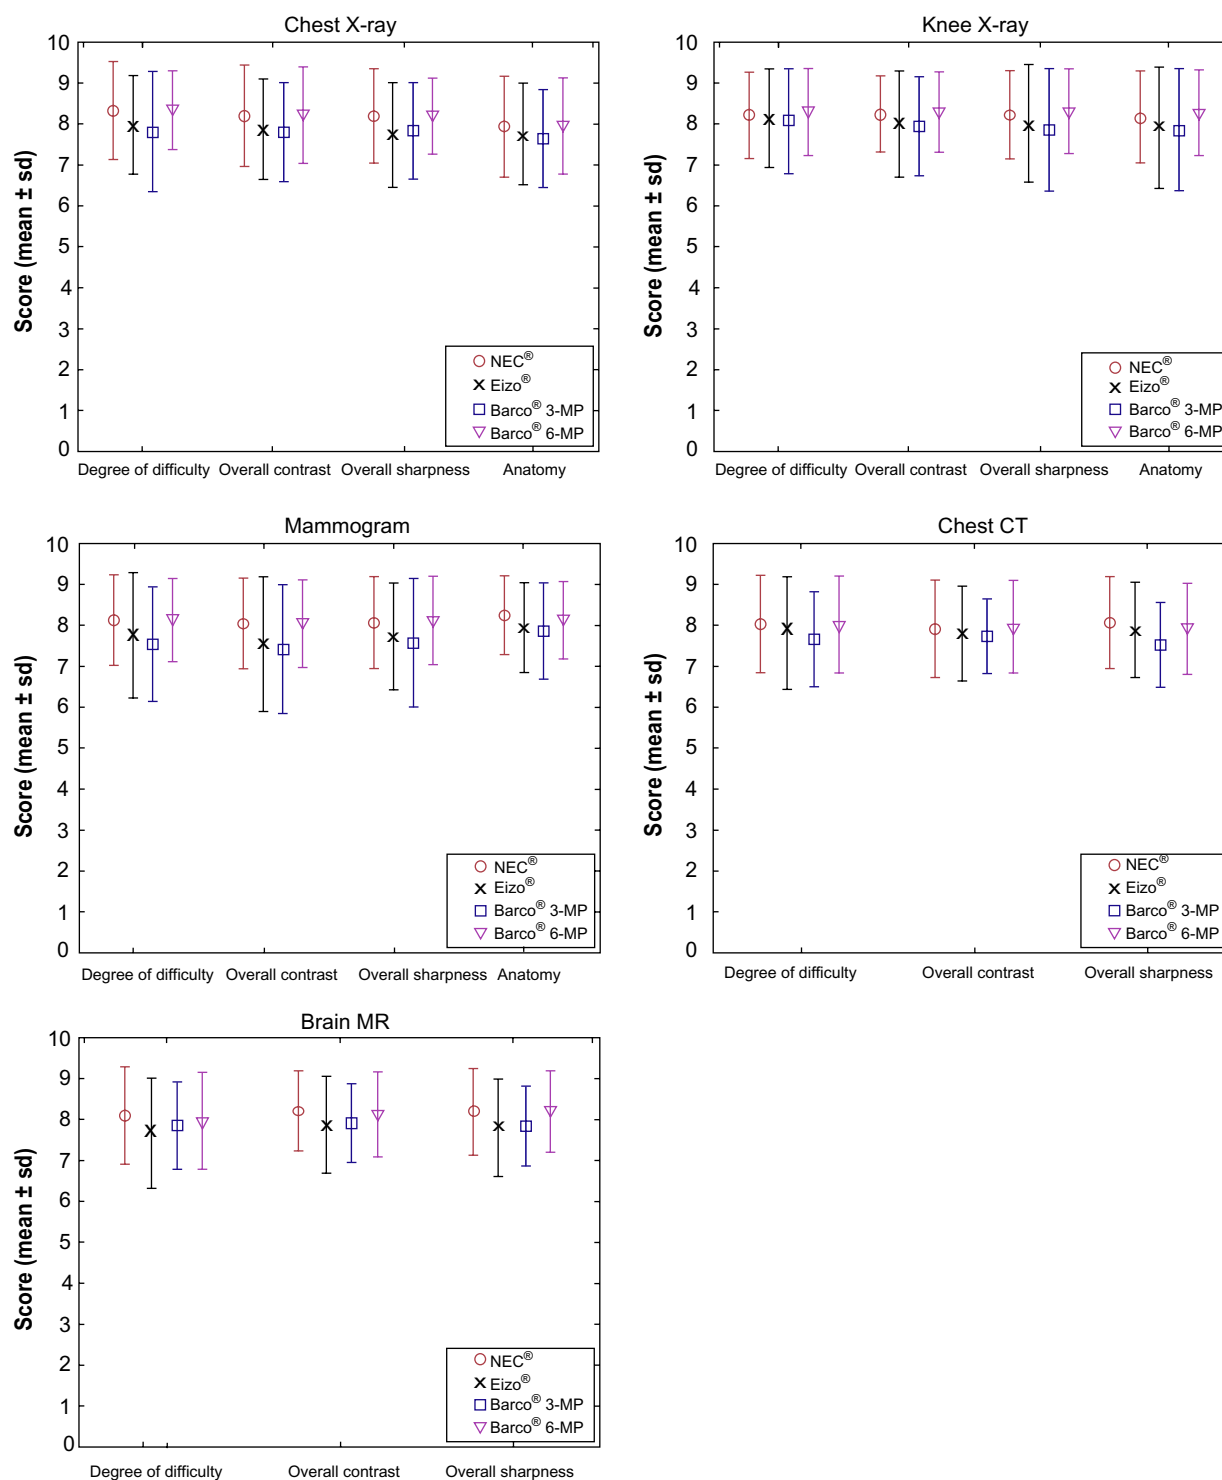 Chest X-ray
Score (mean ± sd)
10
9
8
7
6
5
4
3
2
1
0
NEC®
Eizo®
Barco® 3-MP
Barco® 6-MP
Degree of difficulty Overall contrast Overall sharpness Anatomy
Knee X-ray
Score (mean ± sd)
10
9
8
7
6
5
4
3
2
1
0
NEC®
Eizo®
Barco® 3-MP
Barco® 6-MP
Degree of difficulty Overall contrast Overall sharpness Anatomy
Mammogram
Score (mean ± sd)
10
9
8
7
6
5
4
3
2
1
0
NEC®
Eizo®
Barco® 3-MP
Barco® 6-MP
Degree of difficulty Overall contrast Overall sharpness Anatomy
Chest CT
Score (mean ± sd)
10
9
8
7
6
5
4
3
2
1
0
NEC®
Eizo®
Barco® 3-MP
Barco® 6-MP
Degree of difficulty Overall contrast Overall sharpness
Brain MR
Score (mean ± sd)
10
9
8
7
6
5
4
3
2
1
0
NEC®
Eizo®
Barco® 3-MP
Barco® 6-MP
Degree of difficulty Overall contrast Overall sharpness